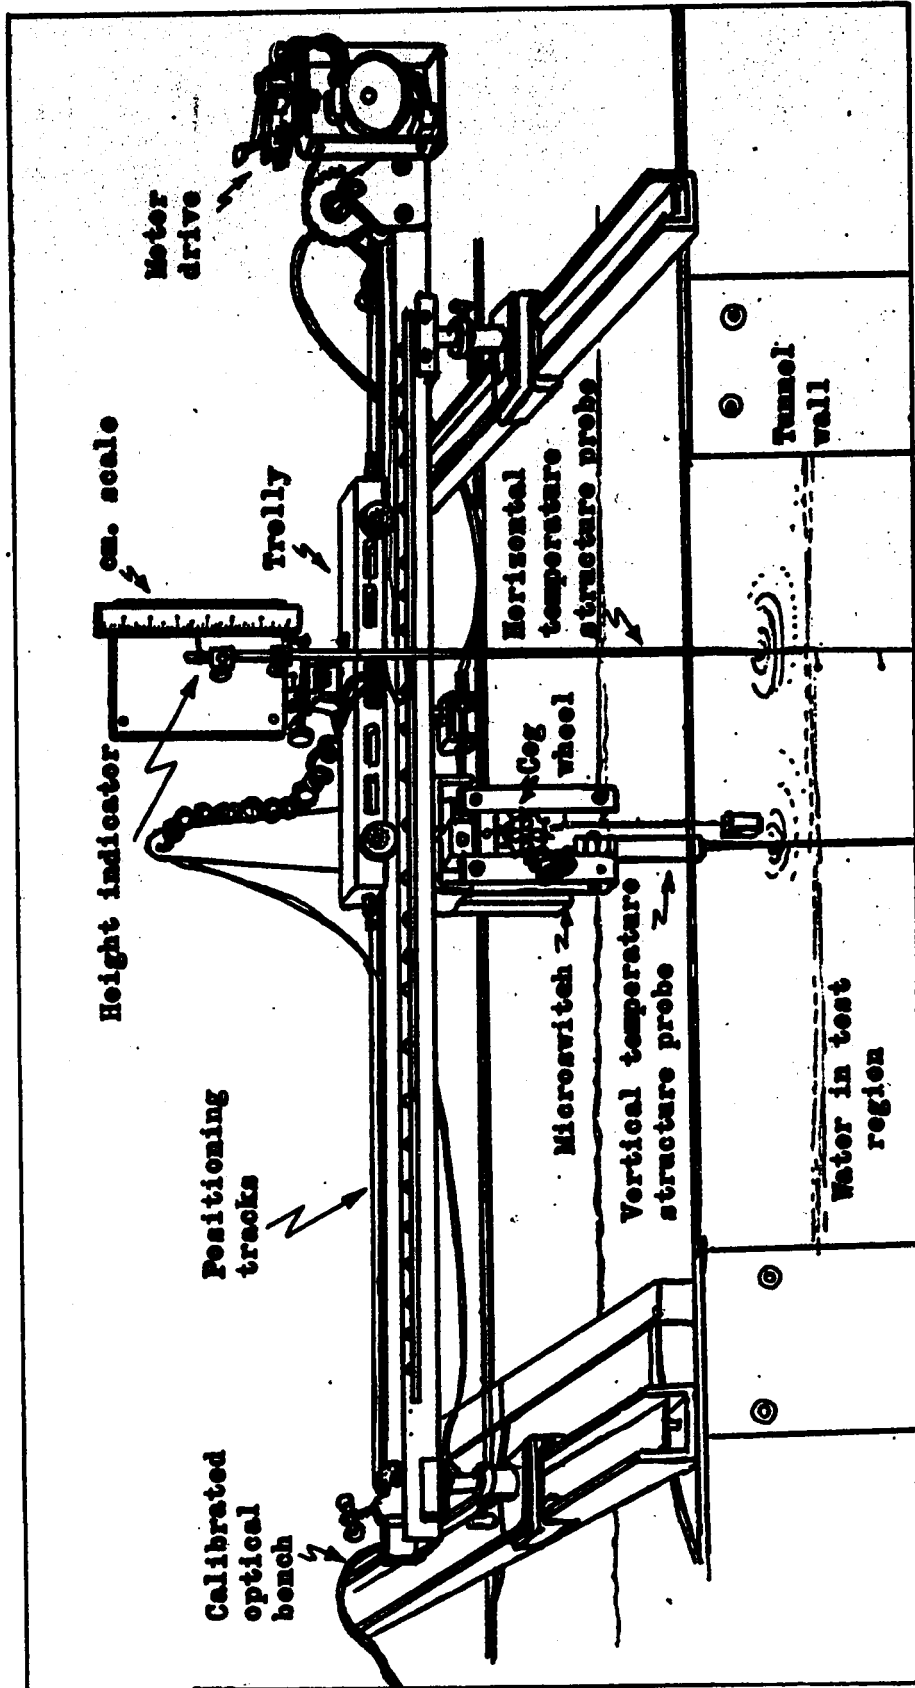 Calibrated
optical
bench
Positioning
tracks
Height indicator
cm. scale
Trolly
Motor
drive
Horizontal
temperature
structure probe
Cog
wheel
Microswitch
Vertical temperature
structure probe
Water in test
region
Tunnel
wall